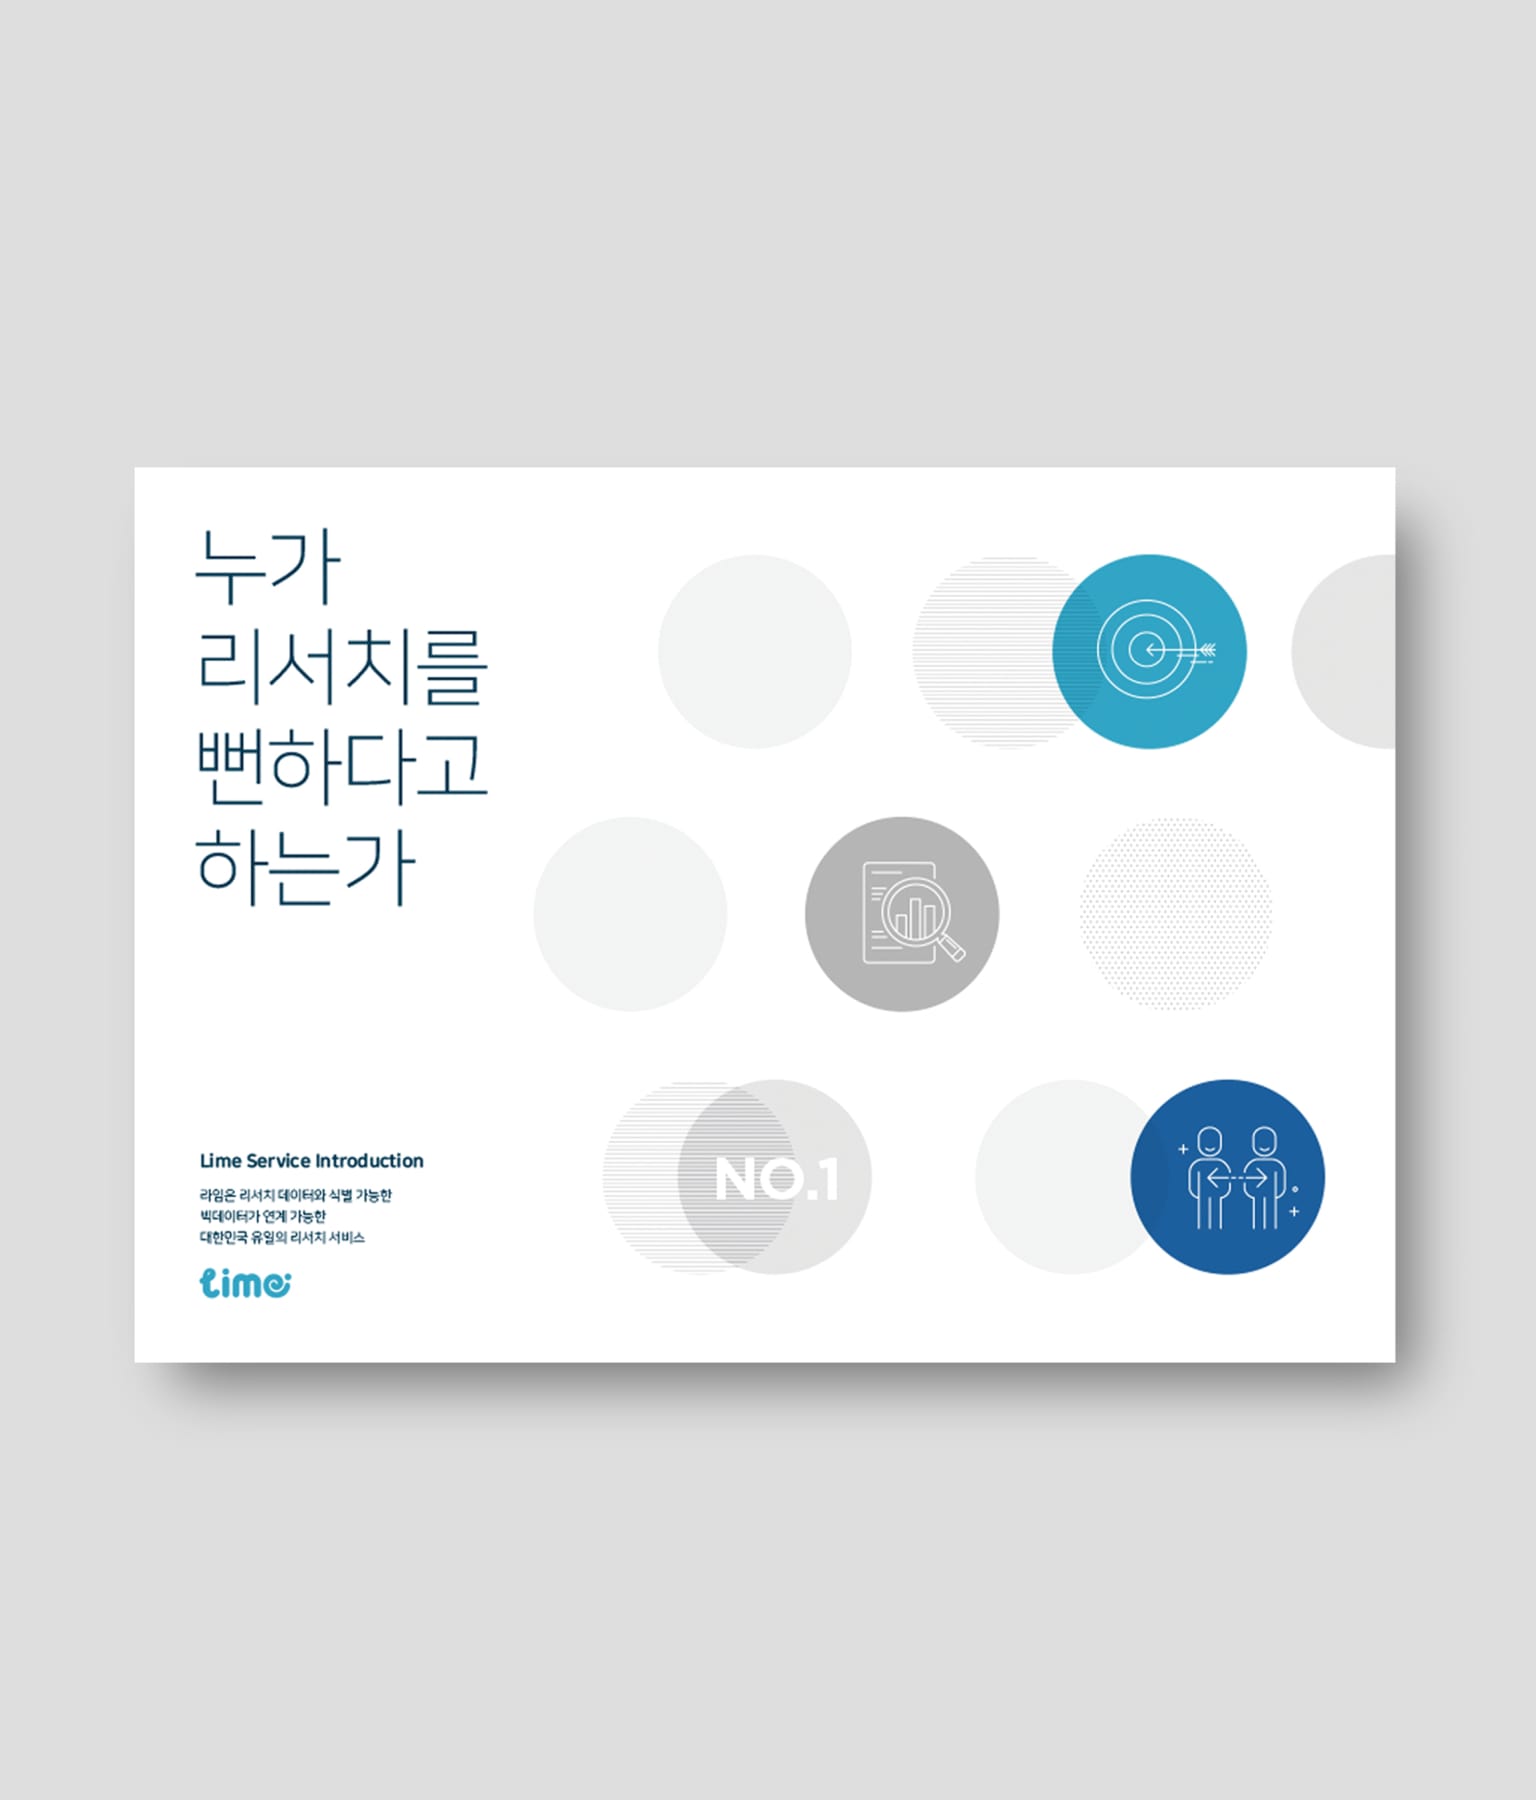 누가
리서치를
뻔하다고
하는가
NO.1
Lime Service Introduction
라임은 리서치 데이터와 식별 가능한
빅데이터가 연계 가능한
대한민국 유일의 리서치 서비스
Lime